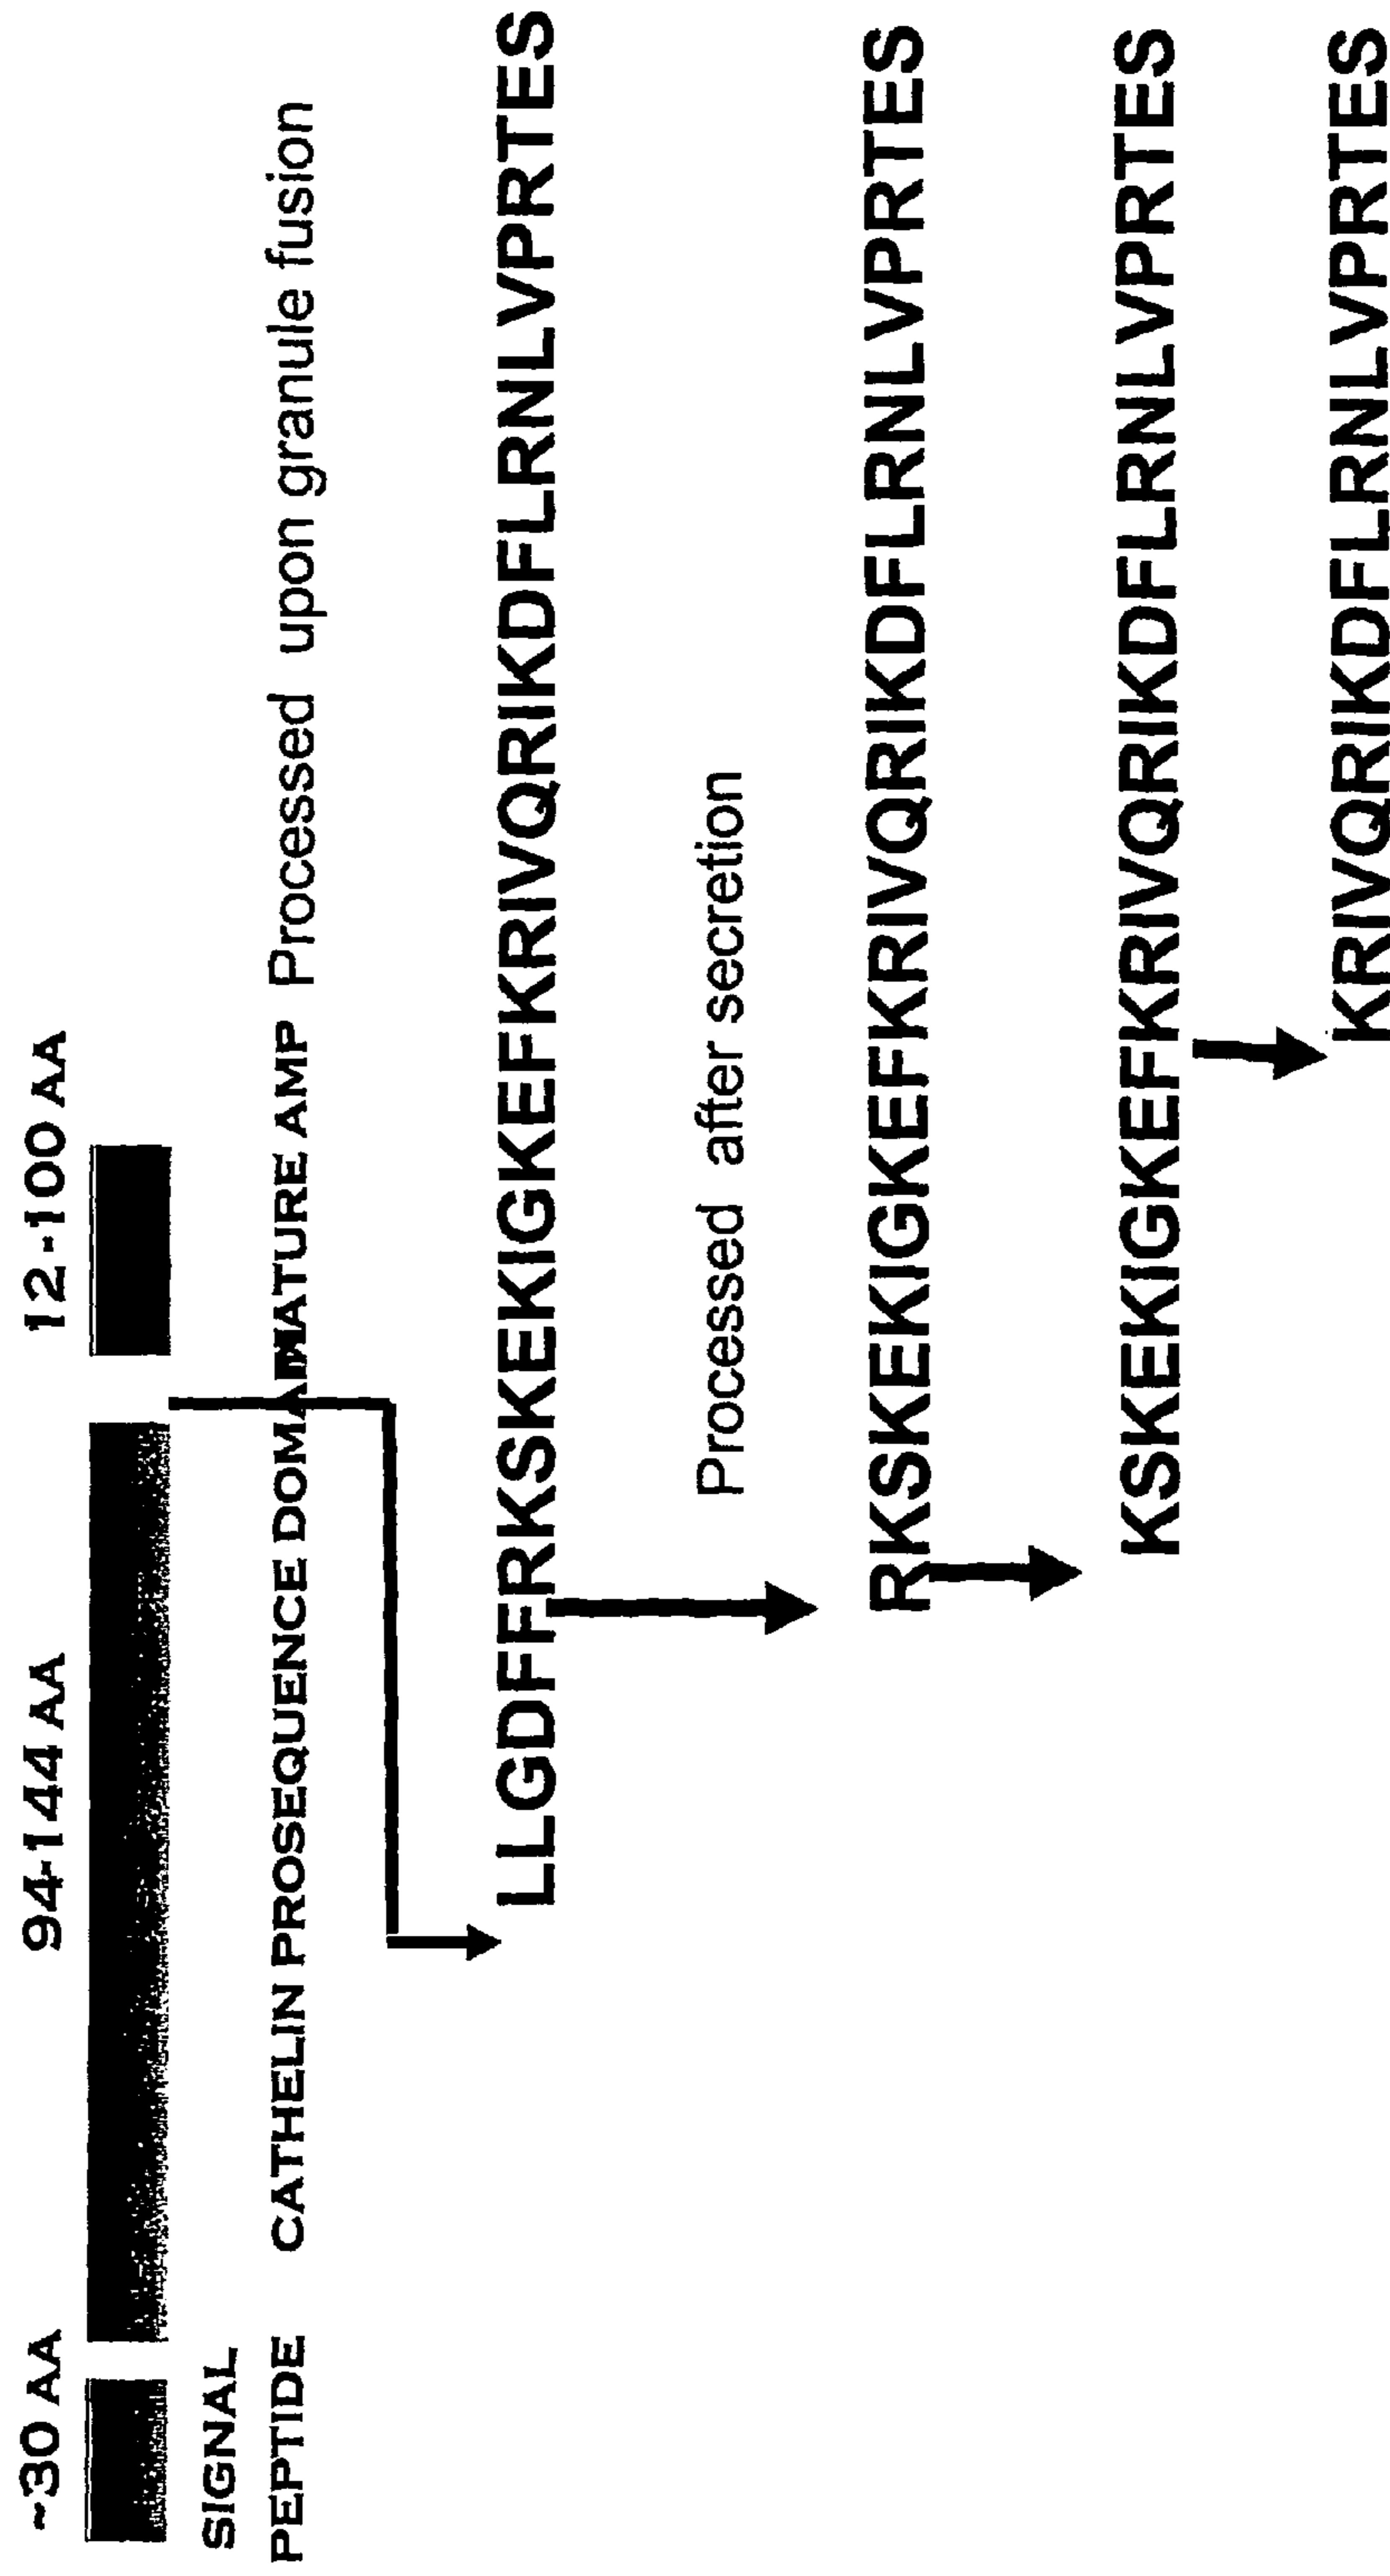 ~30 AA 94-144 AA 12-100 AA
SIGNAL
PEPTIDE CATHELIN PROSEQUENCE DOMAIN MATURE AMP Processed upon granule fusion
LLGDFFRKSKEKIGKEFKRIVQRIKDFLRNLVPRTES
Processed after secretion
RKSKEKIGKEFKRIVQRIKDFLRNLVPRTES
KSKEKIGKEFKRIVQRIKDFLRNLVPRTES
KRIVQRIKDFLRNLVPRTES